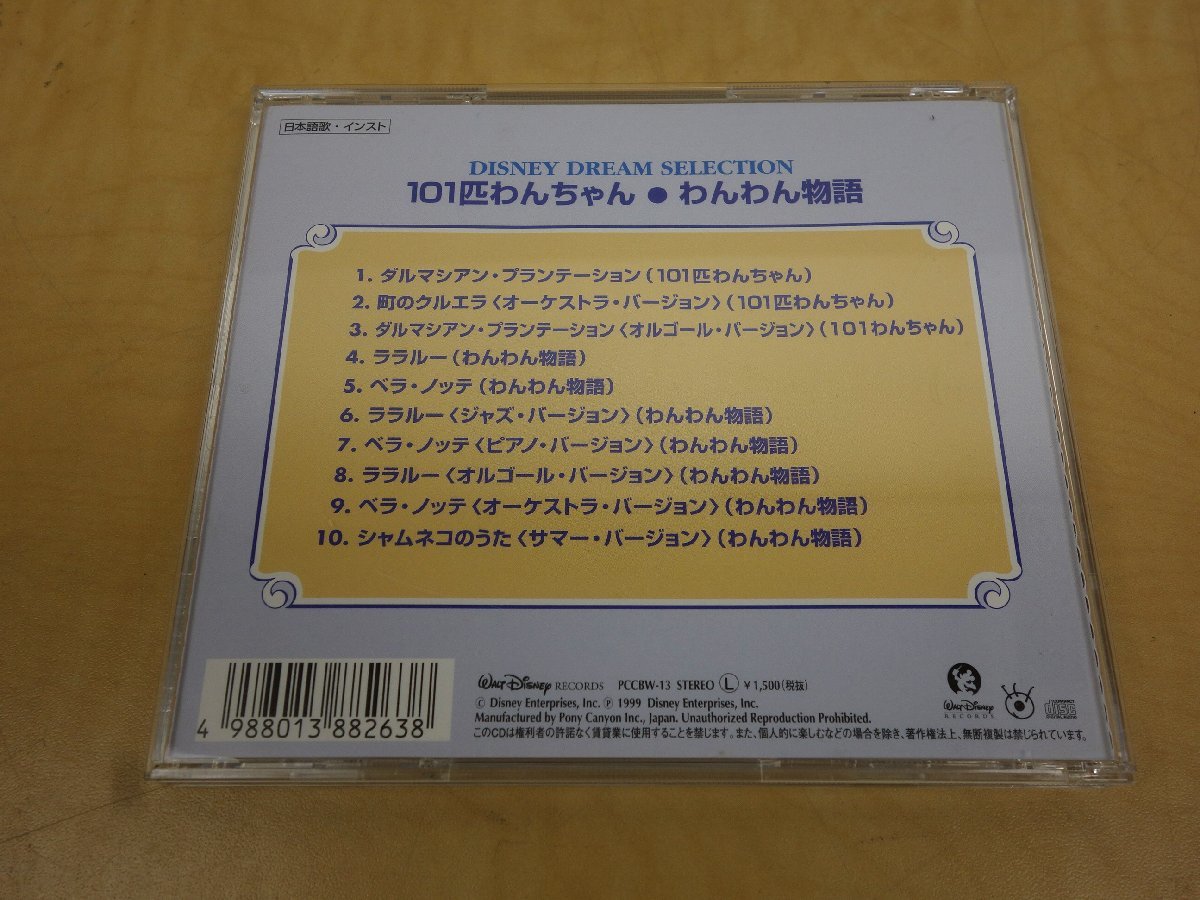 日本語歌・インスト
DISNEY DREAM SELECTION
101匹わんちゃん ● わんわん物語
1. ダルマシアン・プランテーション(101匹わんちゃん)
2. 町のクルエラ〈オーケストラ・バージョン〉(101匹わんちゃん)
3. ダルマシアン・プランテーション〈オルゴール・バージョン〉(101わんちゃん)
4. ララルー(わんわん物語)
5. ベラ・ノッテ(わんわん物語)
6. ララルー〈ジャズ・バージョン〉(わんわん物語)
7. ベラ・ノッテ〈ピアノ・バージョン〉(わんわん物語)
8. ララルー〈オルゴール・バージョン〉(わんわん物語)
9. ベラ・ノッテ〈オーケストラ・バージョン〉(わんわん物語)
10. シャムネコのうた〈サマー・バージョン〉(わんわん物語)
4 988013 882638
WALT DISNEY RECORDS PCCBW-13 STEREO Ⓛ ¥1,500(税抜)
Ⓒ Disney Enterprises, Inc. Ⓟ 1999 Disney Enterprises, Inc.
Manufactured by Pony Canyon Inc., Japan. Unauthorized Reproduction Prohibited.
このCDは権利者の許諾なく賃貸業に使用することを禁じます。また、個人的に楽しむなどの場合を除き、著作権法上、無断複製は禁じられています。
WALT DISNEY
RECORDS
COMPACT
disc
DIGITAL AUDIO